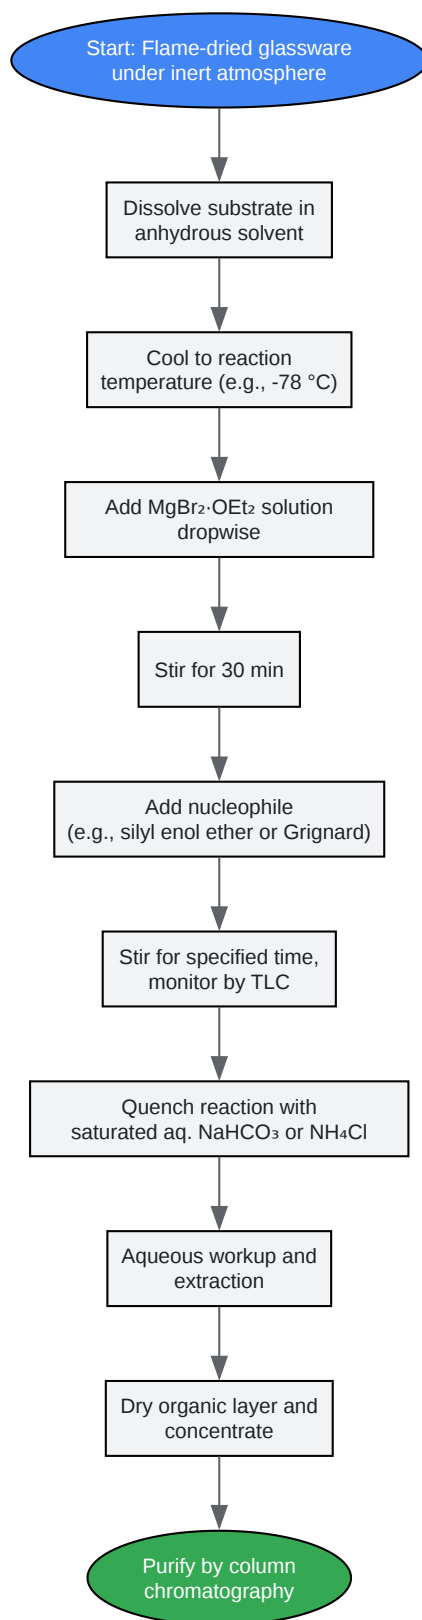 Start: Flame-dried glassware
under inert atmosphere
Dissolve substrate in
anhydrous solvent
Cool to reaction
temperature (e.g., -78 °C)
Add MgBr₂·OEt₂ solution
dropwise
Stir for 30 min
Add nucleophile
(e.g., silyl enol ether or Grignard)
Stir for specified time,
monitor by TLC
Quench reaction with
saturated aq. NaHCO₃ or NH₄Cl
Aqueous workup and
extraction
Dry organic layer and
concentrate
Purify by column
chromatography